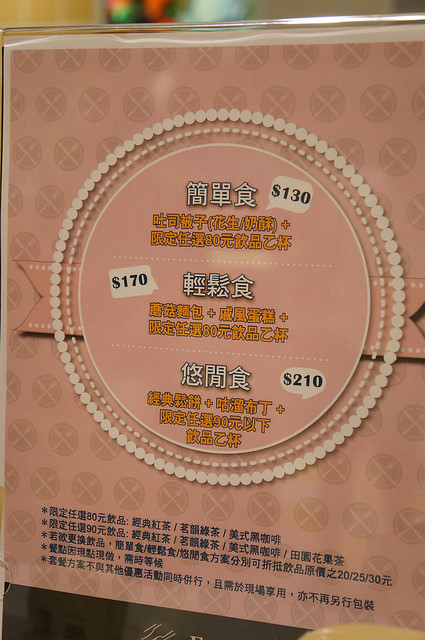 簡單食 $130
吐司被子(花生/奶酥) +
限定任選80元飲品乙杯
$170 輕鬆食
蘑菇麵包 + 戚風蛋糕 +
限定任選80元飲品乙杯
悠閒食 $210
經典鬆餅 + 咕溜布丁 +
限定任選90元以下
飲品乙杯
*限定任選80元飲品: 經典紅茶 / 茗韻綠茶 / 美式黑咖啡
*限定任選90元飲品: 經典紅茶 / 茗韻綠茶 / 美式黑咖啡 / 田園花果茶
*若欲更換飲品, 簡單食/輕鬆食/悠閒食方案分別可折抵飲品原價之20/25/30元
*餐點因現點現做, 需時等候
*套餐方案不與其他優惠活動同時併行, 且需於現場享用, 亦不再另行包裝